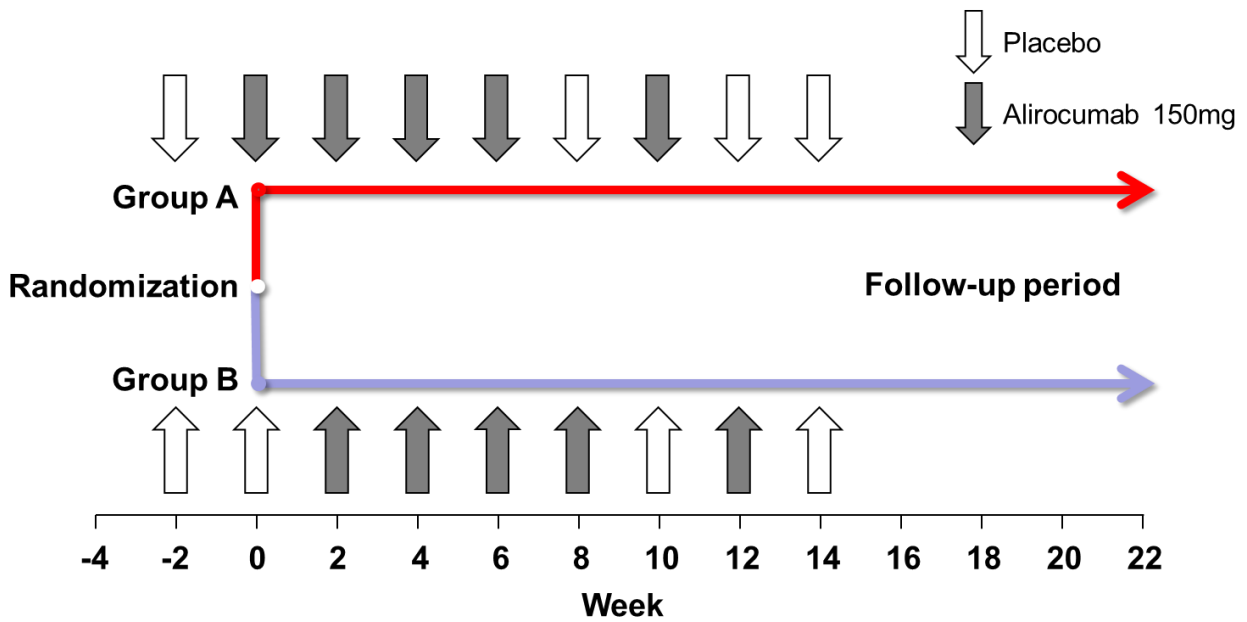 Placebo
Alirocumab 150mg
Group A
Randomization
Follow-up period
Group B
-4 -2 0 2 4 6 8 10 12 14 16 18 20 22
Week